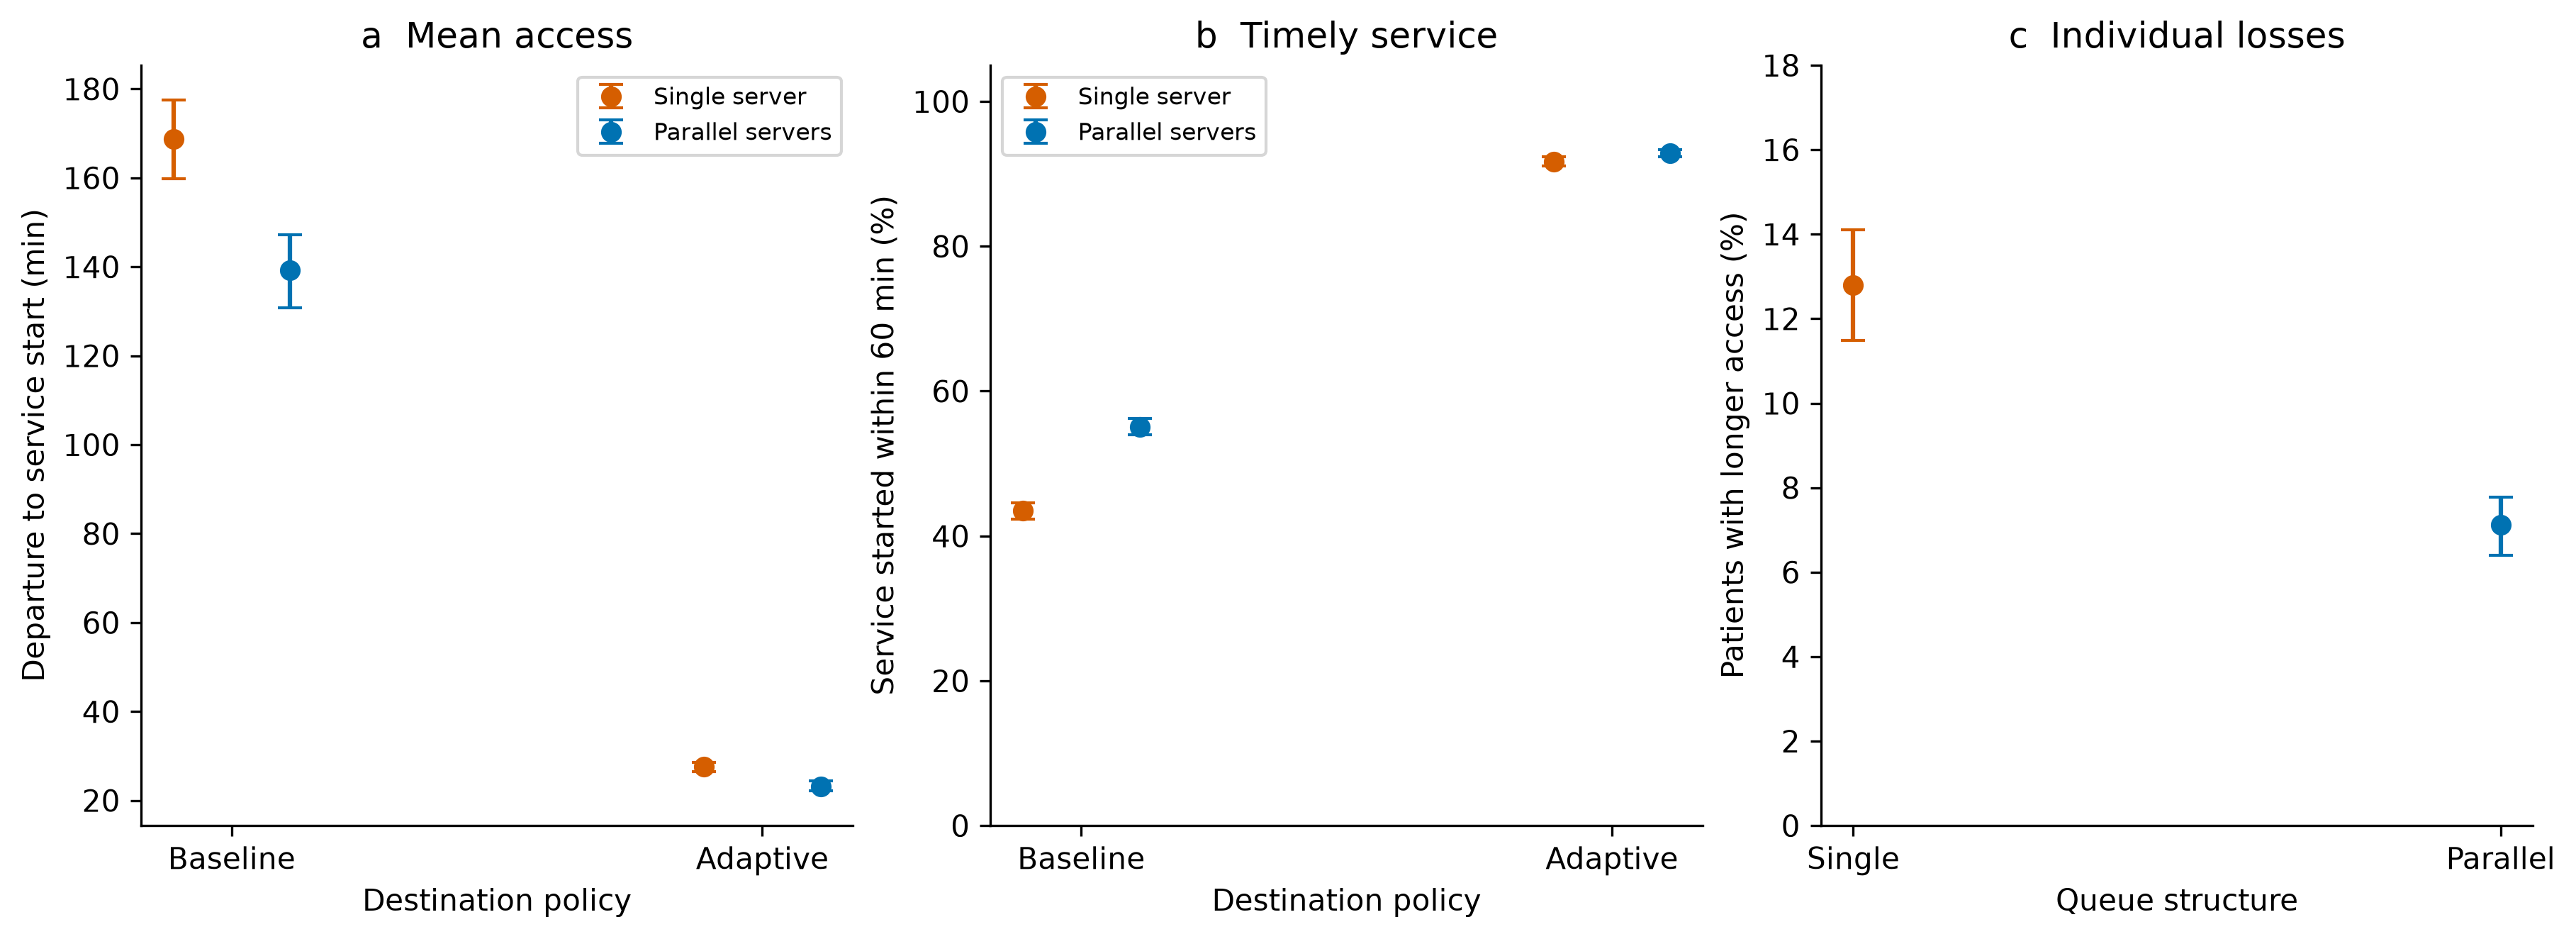 a Mean access
Departure to service start (min)
180
160
140
120
100
80
60
40
20
Single server
Parallel servers
Baseline
Adaptive
Destination policy
b Timely service
Service started within 60 min (%)
100
80
60
40
20
0
Single server
Parallel servers
Baseline
Adaptive
Destination policy
c Individual losses
Patients with longer access (%)
18
16
14
12
10
8
6
4
2
0
Single
Parallel
Queue structure